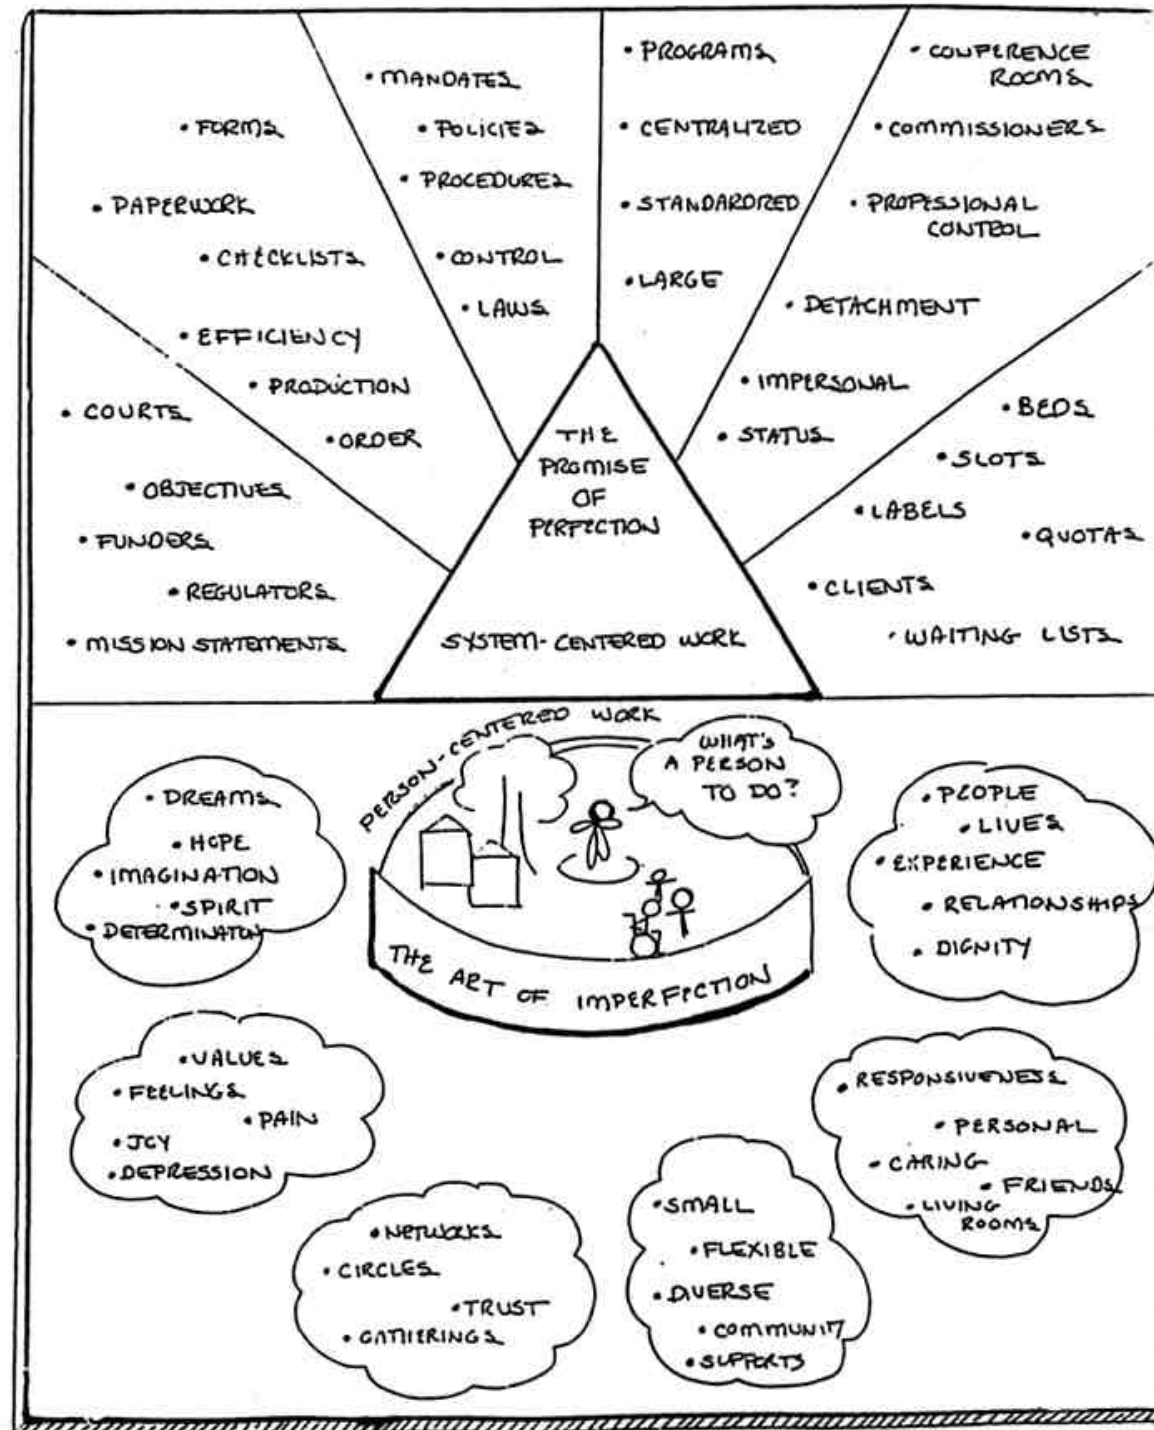 • FORMS
• PAPERWORK
• CHECKLISTS
• EFFICIENCY
• PRODUCTION
• ORDER
• MANDATES
• POLICIES
• PROCEDURES
• CONTROL
• LAWS
• PROGRAMS
• CENTRALIZED
• STANDARDIZED
• LARGE
• CONFERENCE
ROOMS
• COMMISSIONERS
• PROFESSIONAL
CONTROL
• DETACHMENT
• IMPERSONAL
• STATUS
• COURTS
• OBJECTIVES
• FUNDERS
• REGULATORS
• MISSION STATEMENTS
THE
PROMISE
OF
PERFECTION
SYSTEM-CENTERED WORK
• BEDS
• SLOTS
• LABELS
• QUOTAS
• CLIENTS
• WAITING LISTS
PERSON-CENTERED WORK
WHAT'S
A PERSON
TO DO?
THE ART OF IMPERFECTION
• DREAMS
• HOPE
• IMAGINATION
• SPIRIT
• DETERMINATON
• PEOPLE
• LIVES
• EXPERIENCE
• RELATIONSHIPS
• DIGNITY
• VALUES
• FEELINGS
• PAIN
• JOY
• DEPRESSION
• RESPONSIVENESS
• PERSONAL
• CARING
• FRIENDS
• LIVING
ROOMS
• NETWORKS
• CIRCLES
• TRUST
• GATHERINGS
• SMALL
• FLEXIBLE
• DIVERSE
• COMMUNITY
• SUPPORTS